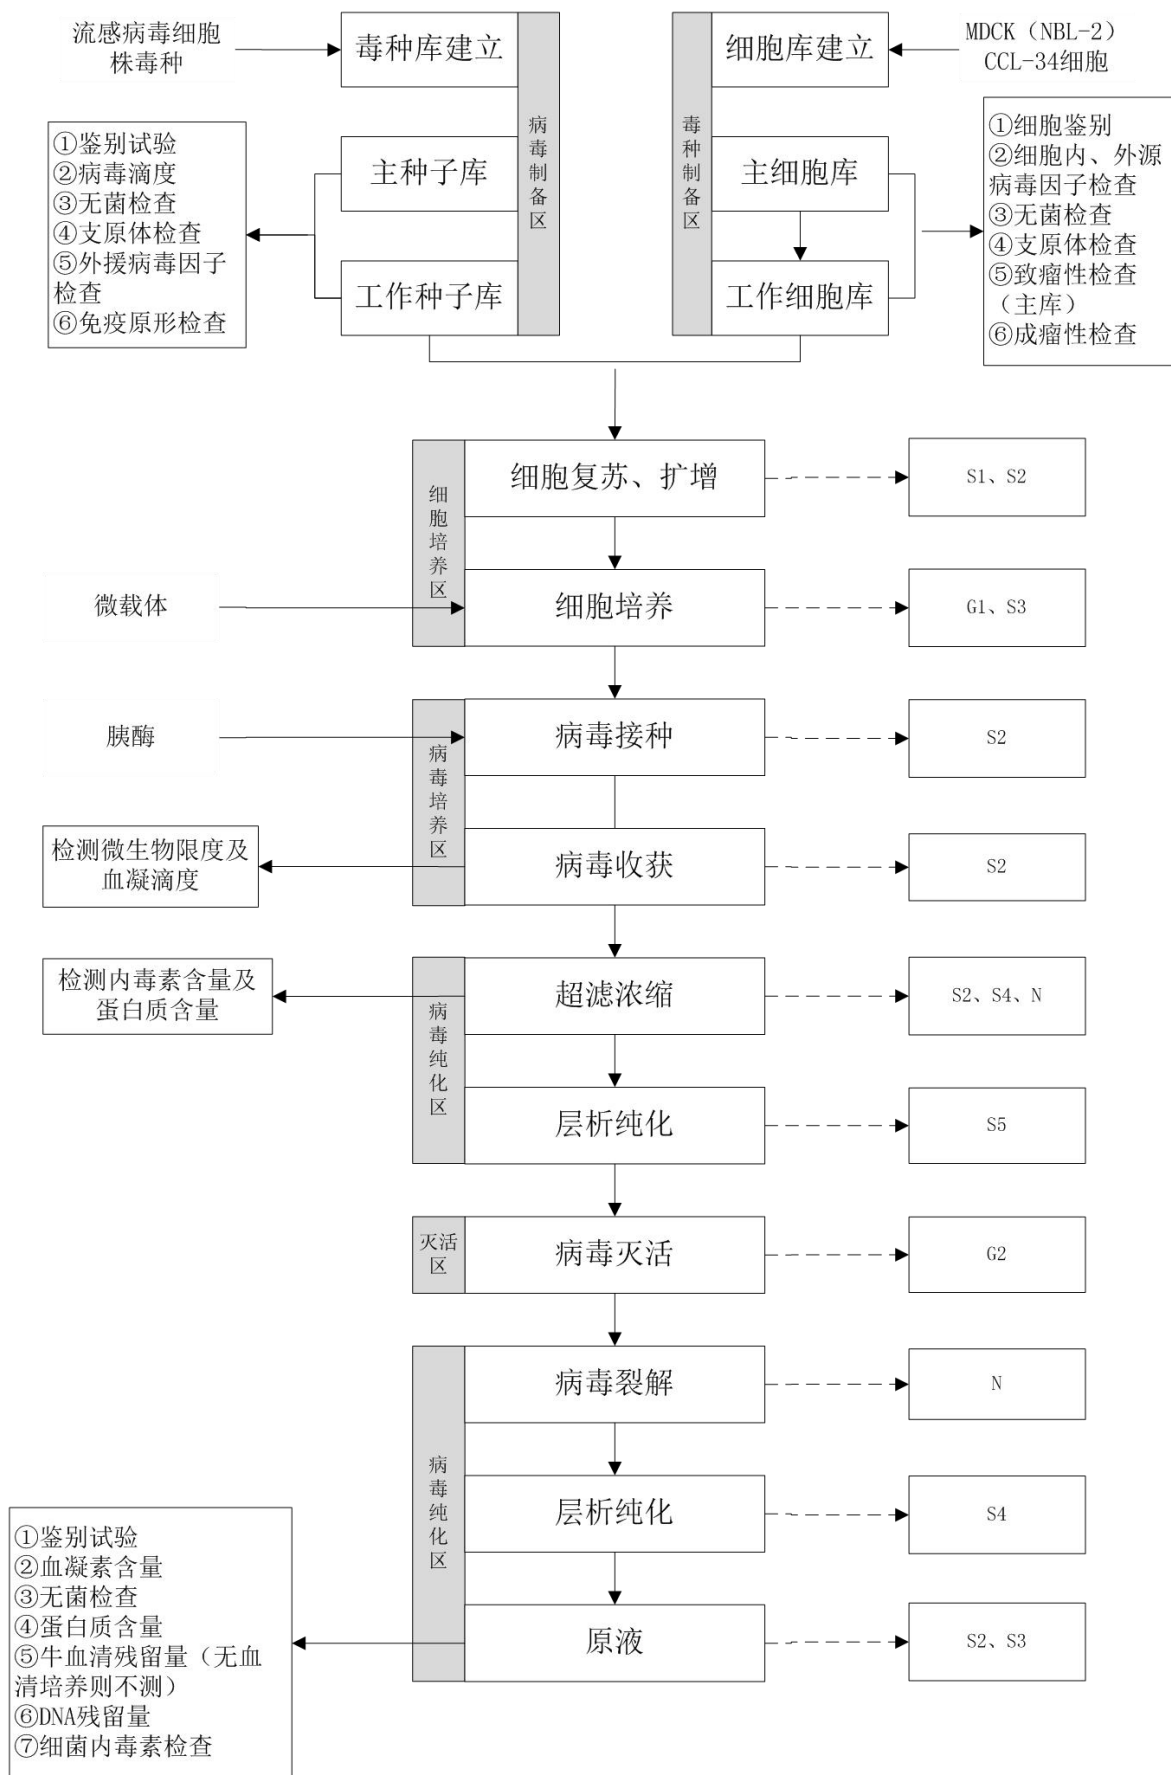 流感病毒细胞
株毒种
毒种库建立
细胞库建立
MDCK（NBL-2）
CCL-34细胞
病毒制备区
毒种制备区
①鉴别试验
②病毒滴度
③无菌检查
④支原体检查
⑤外援病毒因子
检查
⑥免疫原形检查
主种子库
工作种子库
主细胞库
工作细胞库
①细胞鉴别
②细胞内、外源
病毒因子检查
③无菌检查
④支原体检查
⑤致瘤性检查
（主库）
⑥成瘤性检查
细胞培养区
细胞复苏、扩增
S1、S2
微载体
细胞培养
G1、S3
病毒培养区
胰酶
病毒接种
S2
检测微生物限度及
血凝滴度
病毒收获
S2
病毒纯化区
检测内毒素含量及
蛋白质含量
超滤浓缩
S2、S4、N
层析纯化
S5
灭活
区
病毒灭活
G2
病毒纯化区
病毒裂解
N
层析纯化
S4
①鉴别试验
②血凝素含量
③无菌检查
④蛋白质含量
⑤牛血清残留量（无血
清培养则不测）
⑥DNA残留量
⑦细菌内毒素检查
原液
S2、S3